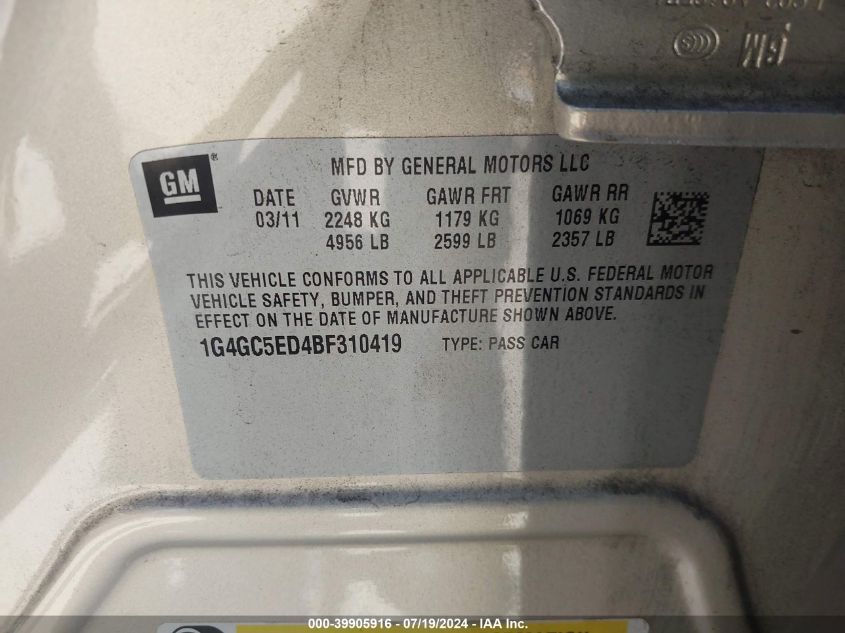 GM
MFD BY GENERAL MOTORS LLC
DATE GVWR GAWR FRT GAWR RR
03/11 2248 KG 1179 KG 1069 KG
4956 LB 2599 LB 2357 LB
THIS VEHICLE CONFORMS TO ALL APPLICABLE U.S. FEDERAL MOTOR
VEHICLE SAFETY, BUMPER, AND THEFT PREVENTION STANDARDS IN
EFFECT ON THE DATE OF MANUFACTURE SHOWN ABOVE.
1G4GC5ED4BF310419 TYPE: PASS CAR
000-39905916 - 07/19/2024 - IAA Inc.